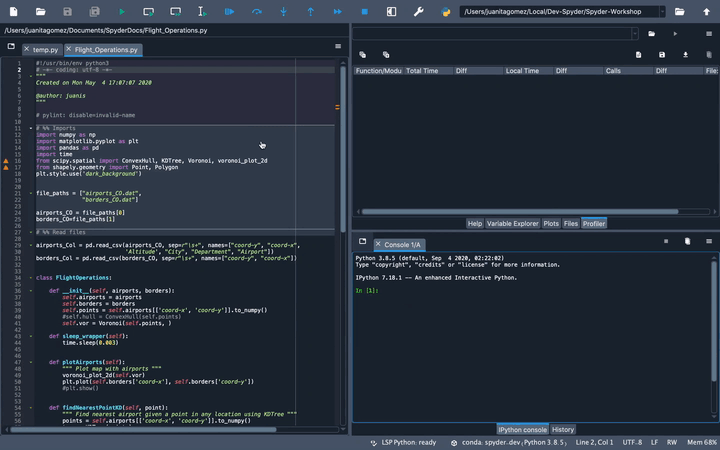 /Users/juanitagomez/Local/Dev-Spyder/Spyder-Workshop
/Users/juanitagomez/Documents/SpyderDocs/Flight_Operations.py
temp.py
Flight_Operations.py
1 #!/usr/bin/env python3
2 # -*- coding: utf-8 -*-
3 """
4 Created on Mon May  4 17:07:07 2020
5
6 @author: juanis
7 """
8
9 # pylint: disable=invalid-name
10
11 # %% Imports
12 import numpy as np
13 import matplotlib.pyplot as plt
14 import pandas as pd
15 import time
16 from scipy.spatial import ConvexHull, KDTree, Voronoi, voronoi_plot_2d
17 from shapely.geometry import Point, Polygon
18 plt.style.use('dark_background')
19
20
21 file_paths = ["airports_CO.dat",
22 "borders_CO.dat"]
23
24 airports_CO = file_paths[0]
25 borders_CO=file_paths[1]
26
27 # %% Read files
28
29 airports_Col = pd.read_csv(airports_CO, sep=r"\s+", names=["coord-y", "coord-x",
30 'Altitude', "City", "Department", "Airport"])
31 borders_Col = pd.read_csv(borders_CO, sep=r"\s+", names=["coord-y", "coord-x"])
32
33
34 class FlightOperations:
35
36 def __init__(self, airports, borders):
37 self.airports = airports
38 self.borders = borders
39 self.points = self.airports[['coord-x', 'coord-y']].to_numpy()
40 #self.hull = ConvexHull(self.points)
41 self.vor = Voronoi(self.points, )
42
43 def sleep_wrapper(self):
44 time.sleep(0.003)
45
46
47 def plotAirports(self):
48 """ Plot map with airports """
49 voronoi_plot_2d(self.vor)
50 plt.plot(self.borders['coord-x'], self.borders['coord-y'])
51 #plt.show()
52
53
54 def findNearestPointKD(self, point):
55 """ Find nearest airport given a point in any location using KDTree """
56 points = self.airports[['coord-x', 'coord-y']].to_numpy()
Function/Modu Total Time Diff Local Time Diff Calls Diff File:
Help Variable Explorer Plots Files Profiler
Console 1/A
Python 3.8.5 (default, Sep  4 2020, 02:22:02)
Type "copyright", "credits" or "license" for more information.
IPython 7.18.1 -- An enhanced Interactive Python.
In [1]:
IPython console History
LSP Python: ready conda: spyder-dev (Python 3.8.5) Line 2, Col 1 UTF-8 LF RW Mem 68%